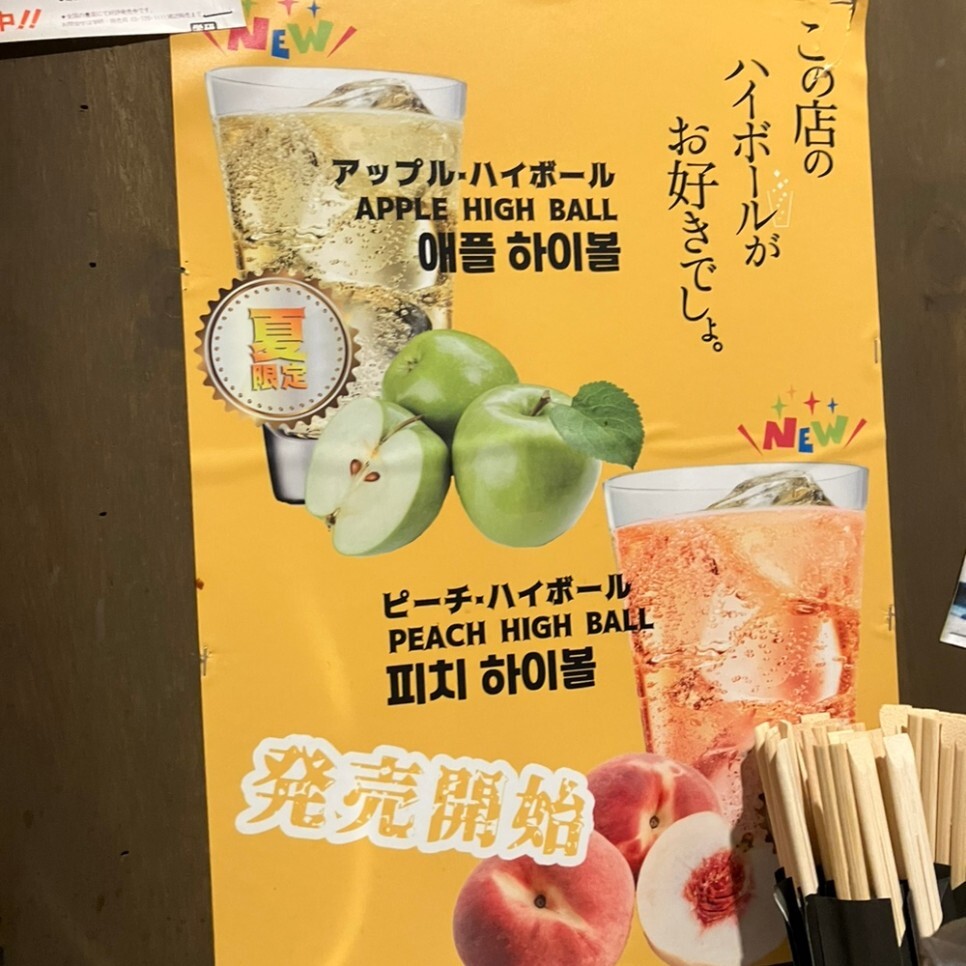 中!!
NEW
この店の
ハイボールが
お好きでしょ。
アップル・ハイボール
APPLE HIGH BALL
애플 하이볼
夏
限定
NEW
ピーチ・ハイボール
PEACH HIGH BALL
피치 하이볼
発売開始